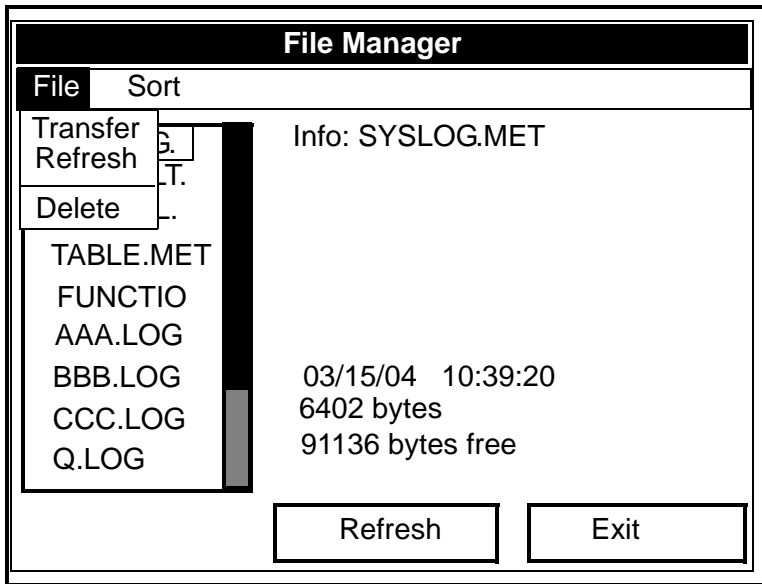 File Manager
File Sort
Transfer
Refresh
Delete
G.
LT.
L.
TABLE.MET
FUNCTIO
AAA.LOG
BBB.LOG
CCC.LOG
Q.LOG
Info: SYSLOG.MET
03/15/04 10:39:20
6402 bytes
91136 bytes free
Refresh Exit